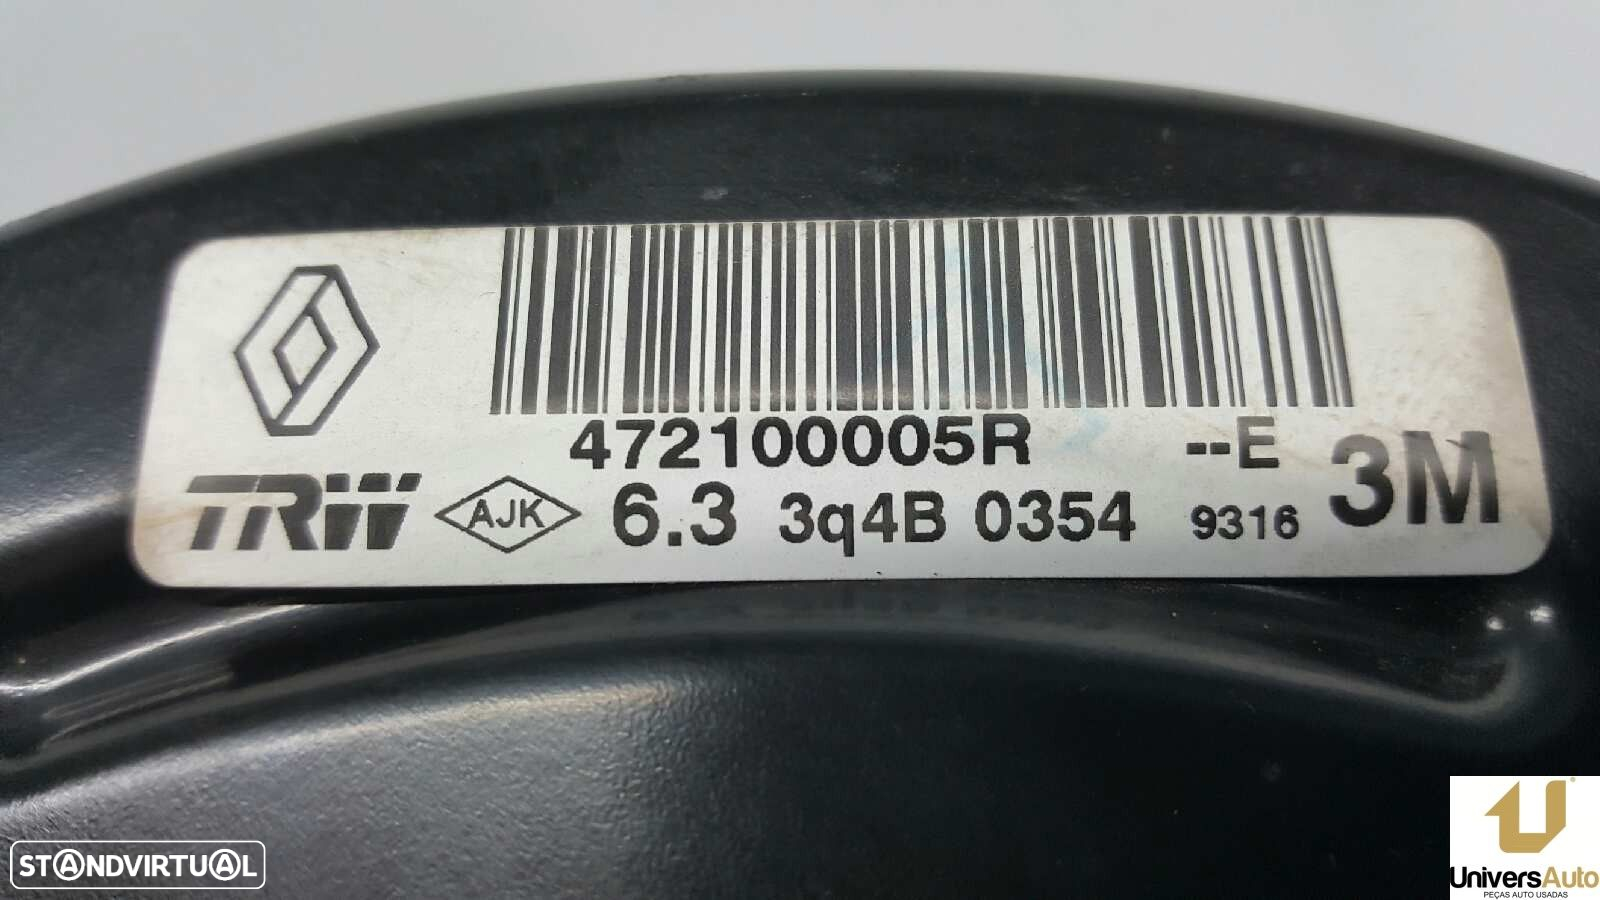 472100005R --E
TRW AJK 6.3 3q4B 0354 9316 3M
STANDVIRTUAL
UniversAuto
PEÇAS AUTO USADAS